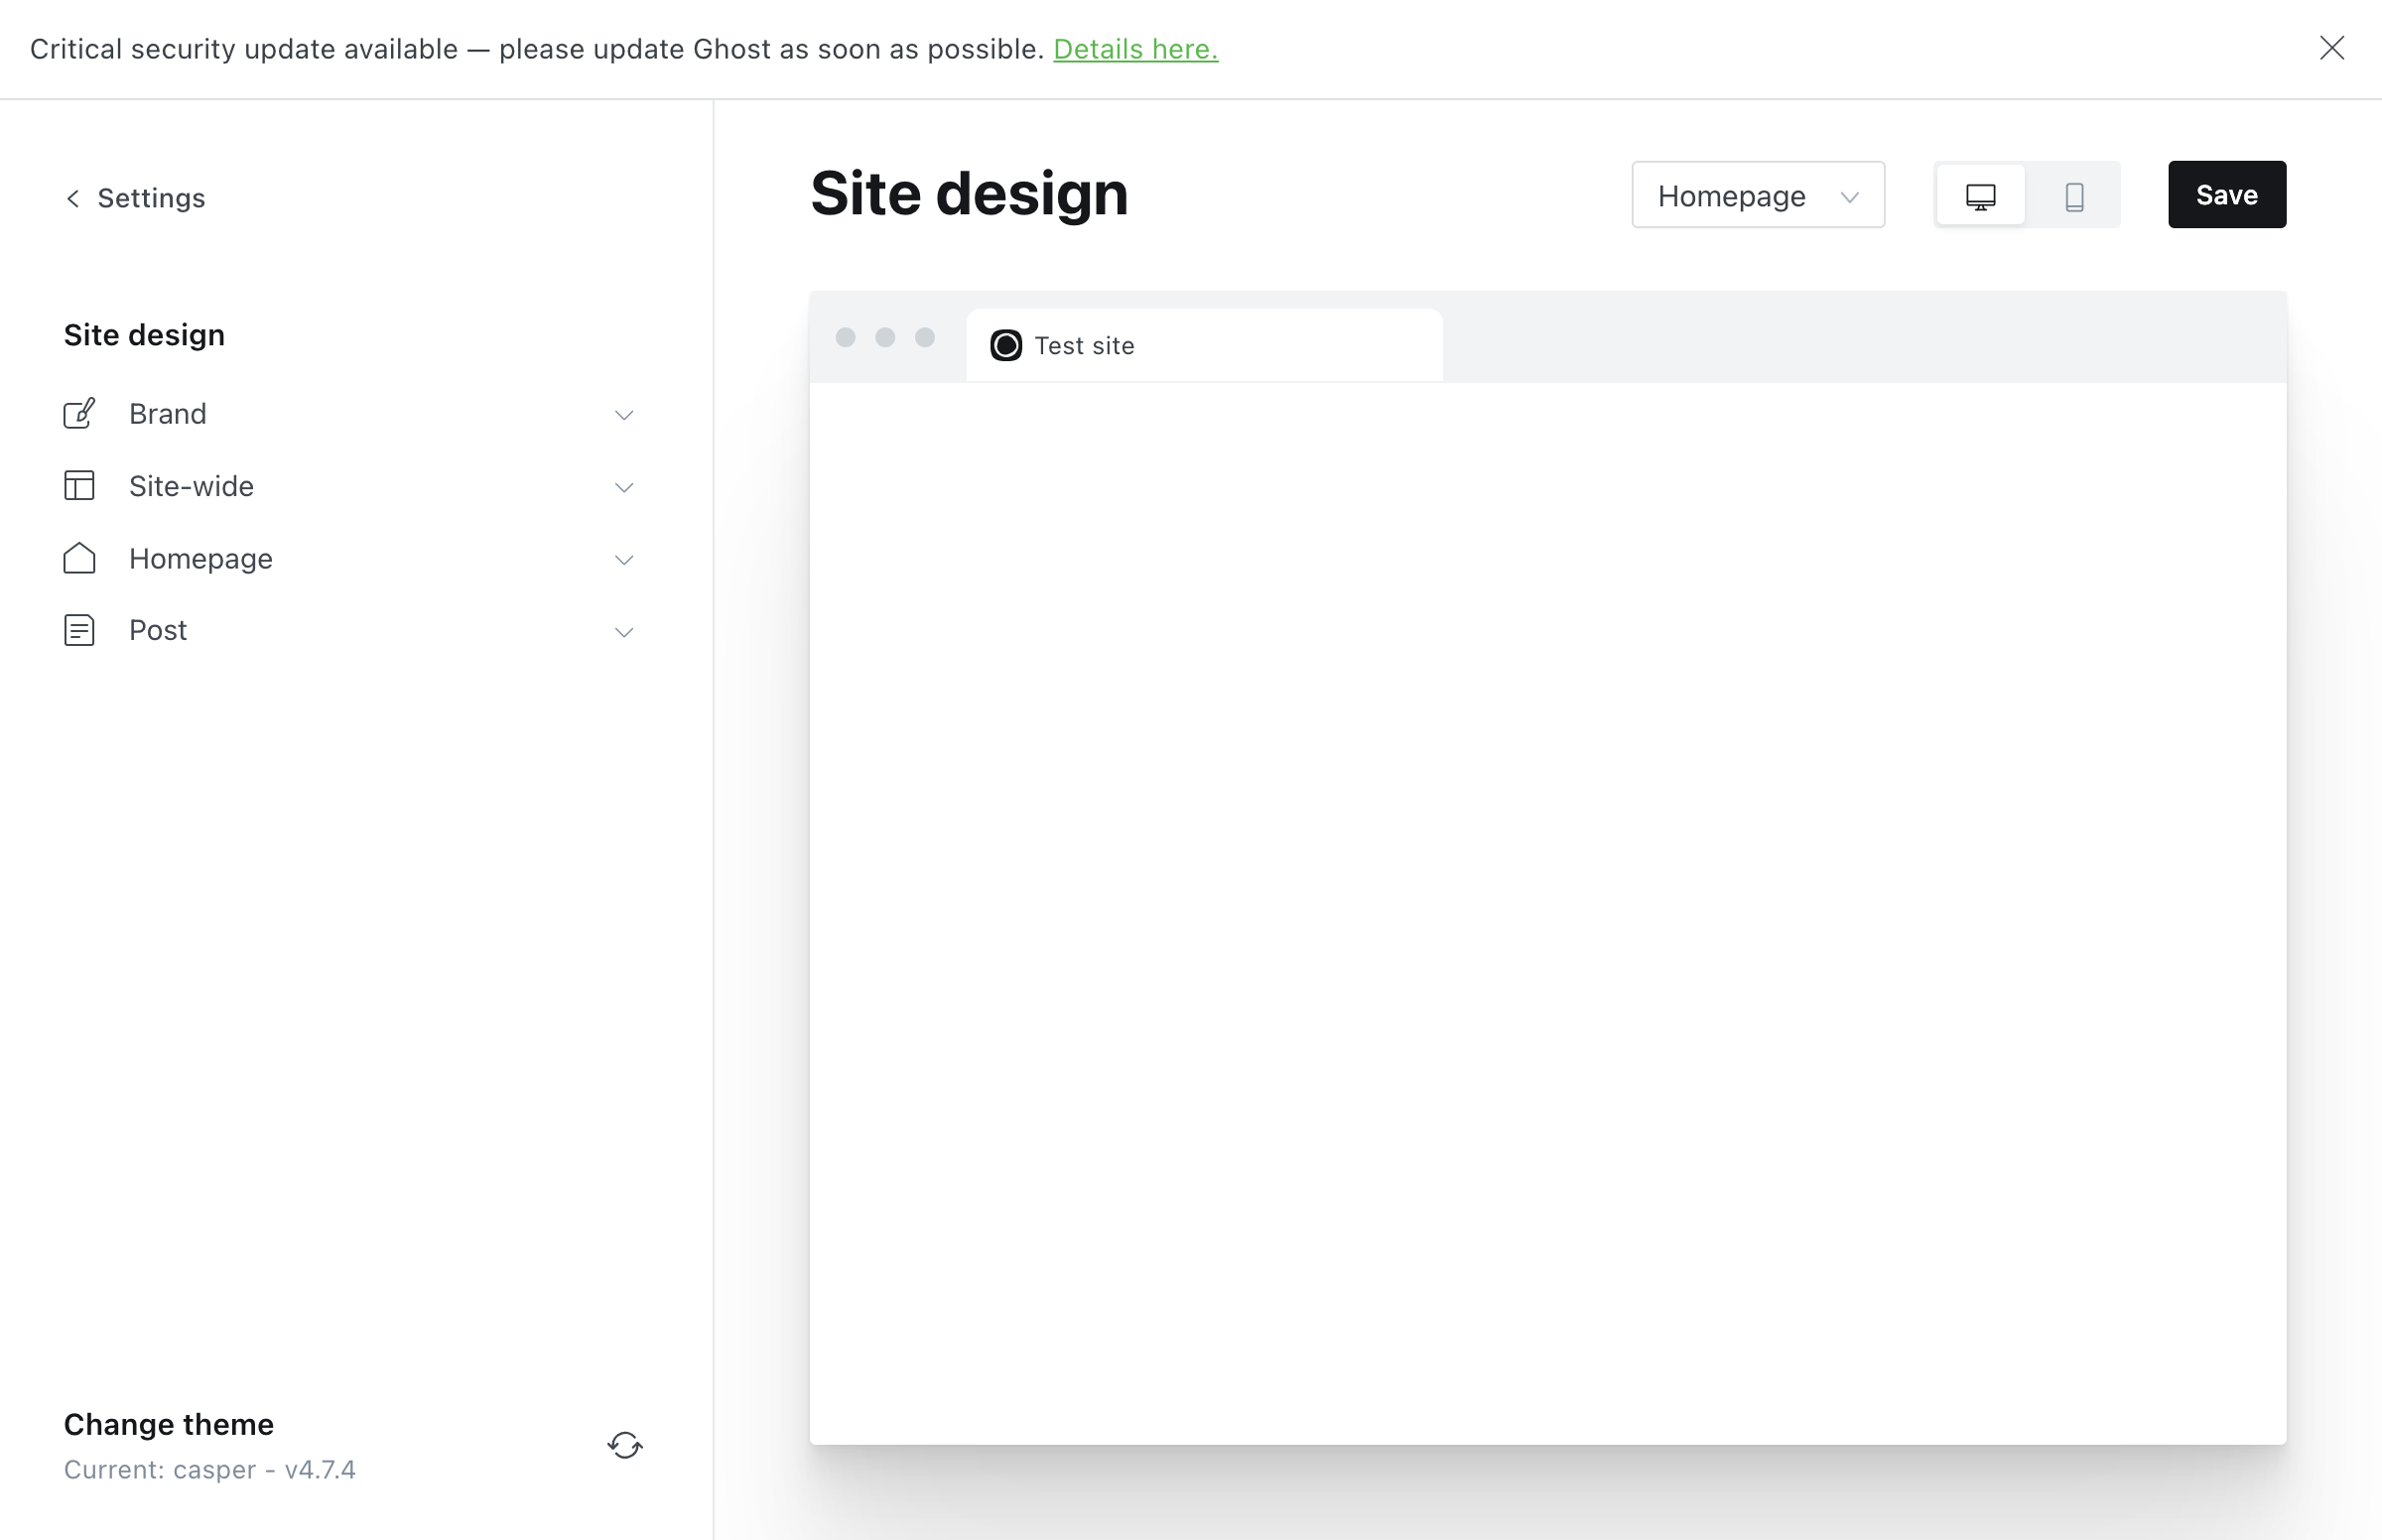 Critical security update available — please update Ghost as soon as possible. Details here.
Settings
Site design
Brand
Site-wide
Homepage
Post
Change theme
Current: casper - v4.7.4
Site design
Homepage
Save
Test site